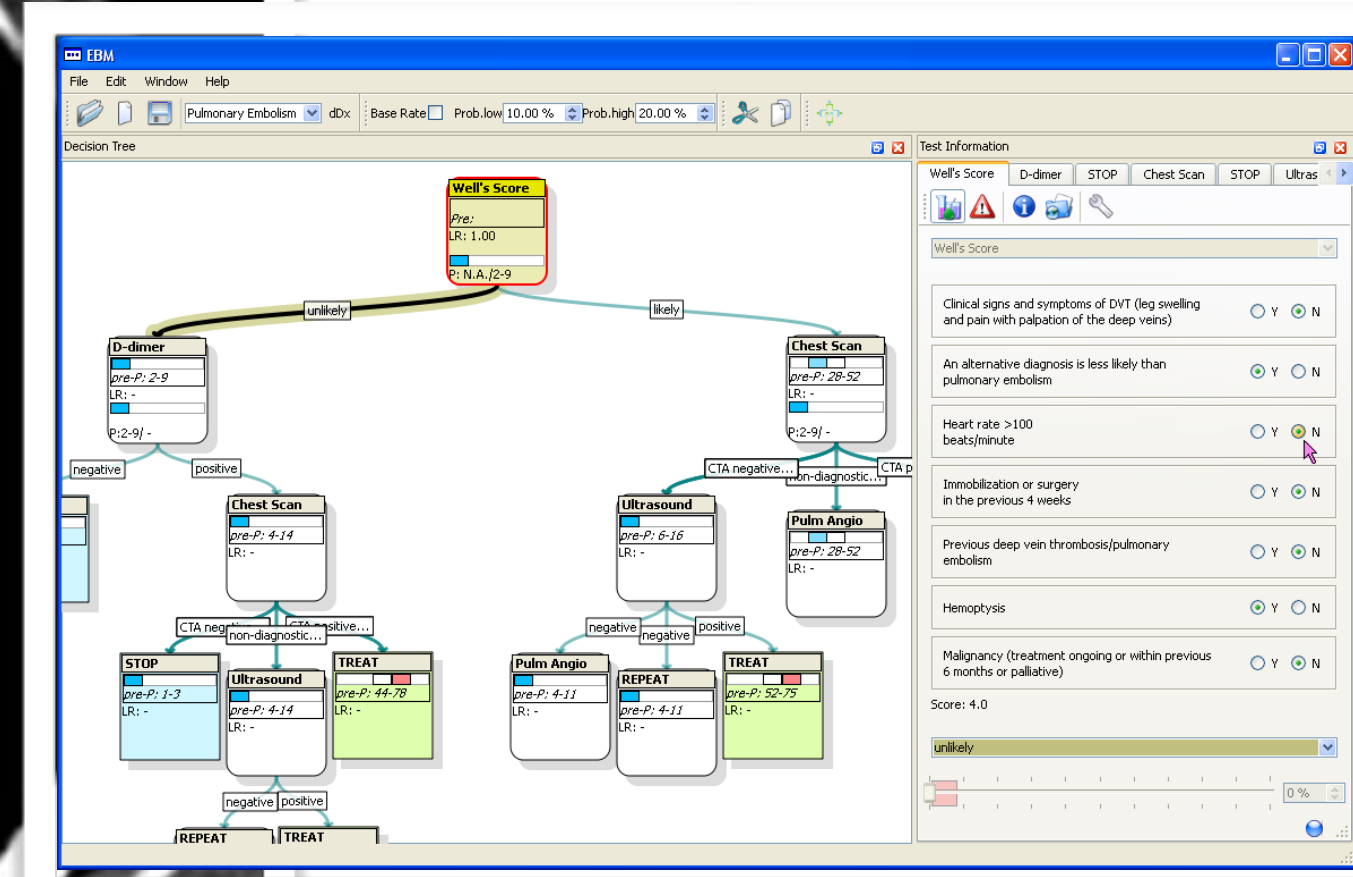 EBM
File Edit Window Help
Pulmonary Embolism dDx Base Rate Prob.low 10.00 % Prob.high 20.00 %
Decision Tree
Well's Score
Pre:
LR: 1.00
P: N.A./2-9
unlikely
likely
D-dimer
pre-P: 2-9
LR: -
P:2-9/ -
Chest Scan
pre-P: 28-52
LR: -
P:2-9/ -
negative
positive
CTA negative...
non-diagnostic...
CTA p
Chest Scan
pre-P: 4-14
LR: -
Ultrasound
pre-P: 6-16
LR: -
Pulm Angio
pre-P: 28-52
LR: -
CTA neg
non-diagnostic...
CTA positive...
negative
negative
positive
STOP
pre-P: 1-3
LR: -
Ultrasound
pre-P: 4-14
LR: -
TREAT
pre-P: 44-78
LR: -
Pulm Angio
pre-P: 4-11
LR: -
REPEAT
pre-P: 4-11
LR: -
TREAT
pre-P: 52-75
LR: -
negative
positive
REPEAT
TREAT
Test Information
Well's Score D-dimer STOP Chest Scan STOP Ultras
Well's Score
Clinical signs and symptoms of DVT (leg swelling
and pain with palpation of the deep veins)
Y N
An alternative diagnosis is less likely than
pulmonary embolism
Y N
Heart rate >100
beats/minute
Y N
Immobilization or surgery
in the previous 4 weeks
Y N
Previous deep vein thrombosis/pulmonary
embolism
Y N
Hemoptysis
Y N
Malignancy (treatment ongoing or within previous
6 months or palliative)
Y N
Score: 4.0
unlikely
0 %